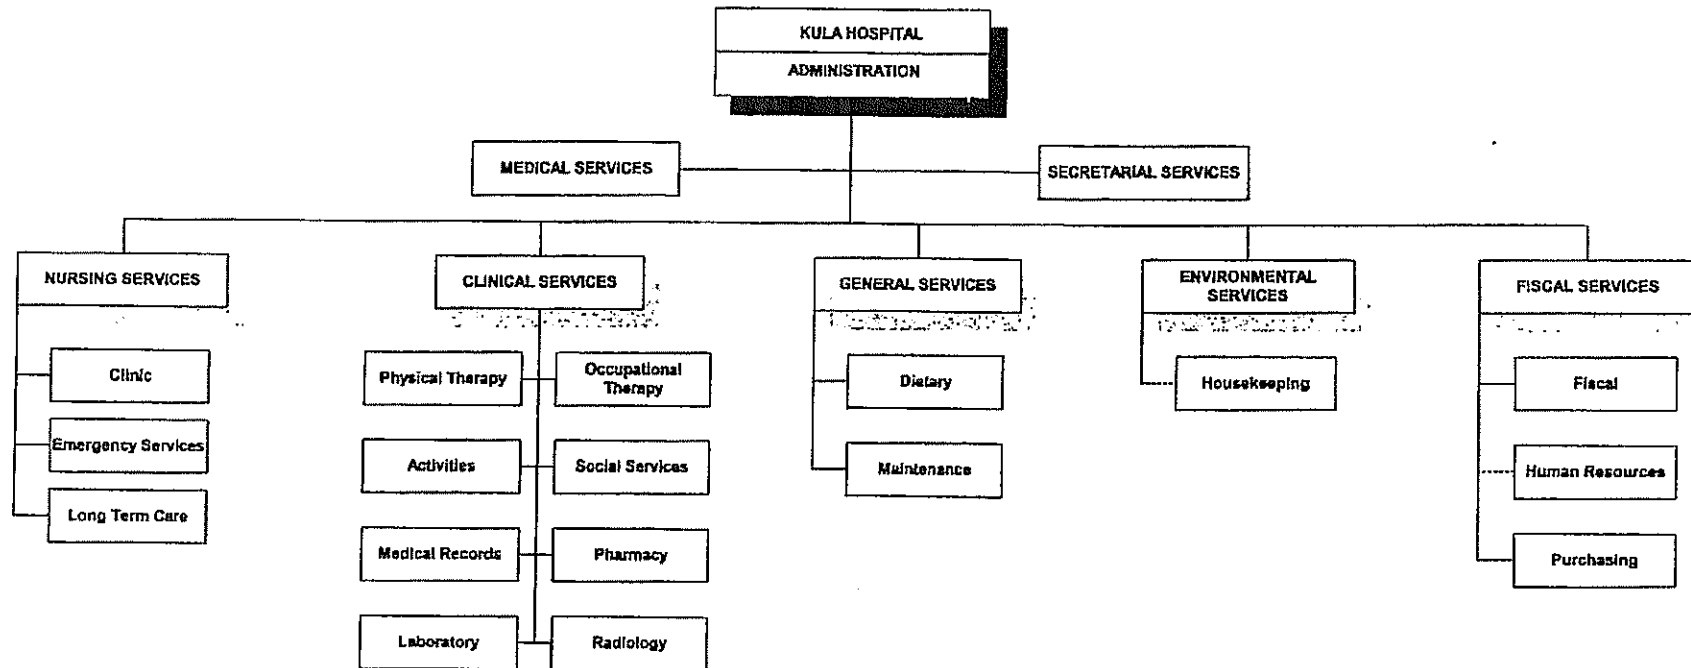 KULA HOSPITAL
ADMINISTRATION
MEDICAL SERVICES
SECRETARIAL SERVICES
NURSING SERVICES
CLINICAL SERVICES
GENERAL SERVICES
ENVIRONMENTAL
SERVICES
FISCAL SERVICES
Clinic
Emergency Services
Long Term Care
Physical Therapy
Occupational
Therapy
Activities
Social Services
Medical Records
Pharmacy
Laboratory
Radiology
Dietary
Maintenance
Housekeeping
Fiscal
Human Resources
Purchasing